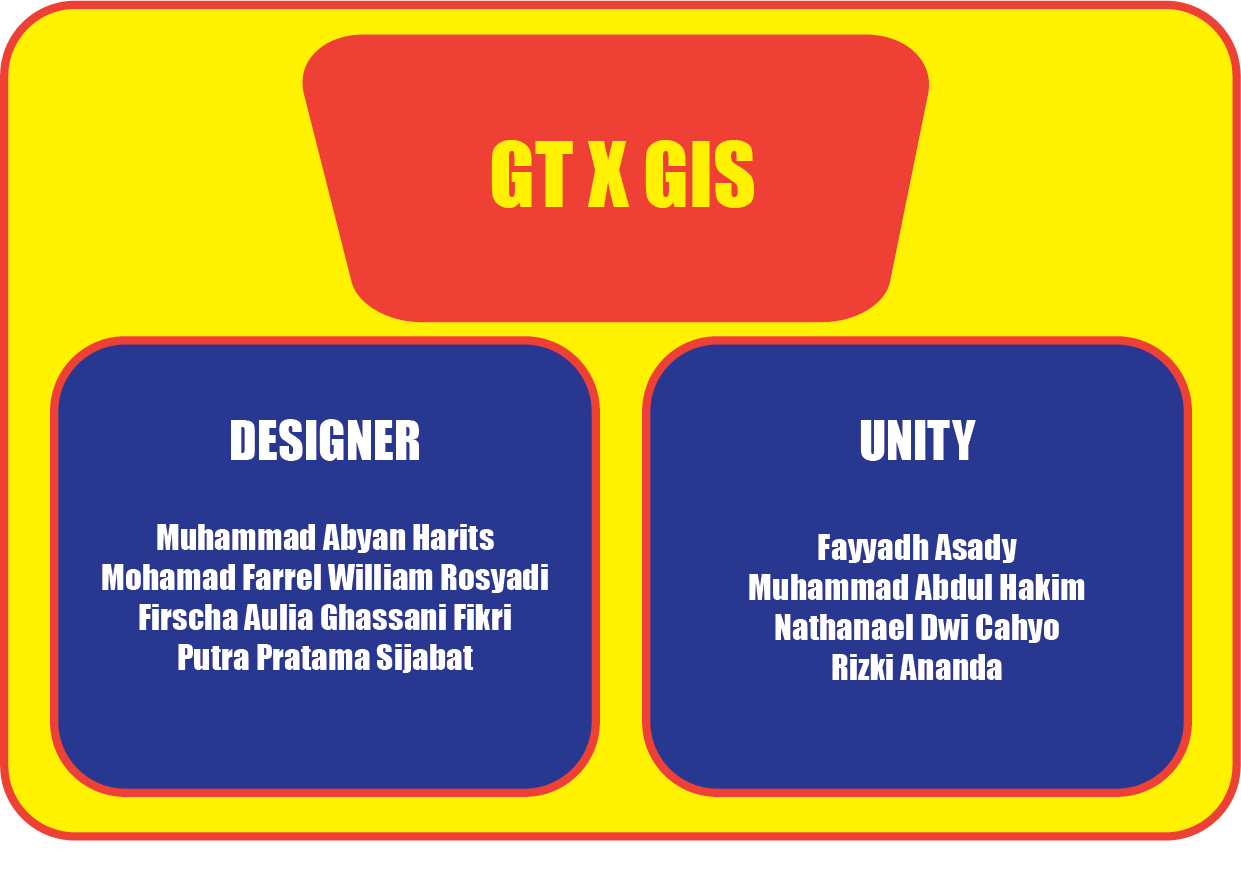 GT X GIS
DESIGNER
Muhammad Abyan Harits
Mohamad Farrel William Rosyadi
Firscha Aulia Ghassani Fikri
Putra Pratama Sijabat
UNITY
Fayyadh Asady
Muhammad Abdul Hakim
Nathanael Dwi Cahyo
Rizki Ananda